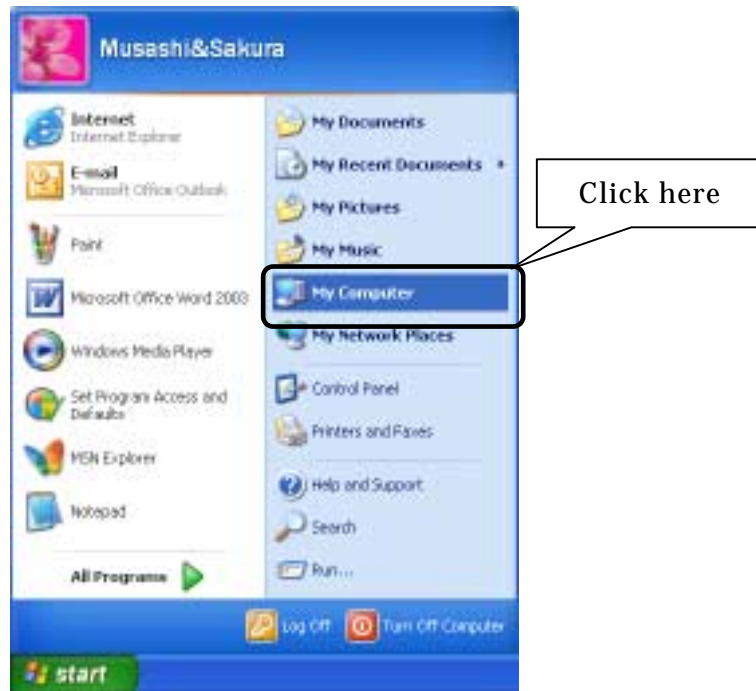 Musashi&Sakura
Internet
Internet Explorer
E-mail
Microsoft Office Outlook
Paint
Microsoft Office Word 2003
Windows Media Player
Set Program Access and
Defaults
MSN Explorer
Notepad
All Programs
My Documents
My Recent Documents
My Pictures
My Music
My Computer
My Network Places
Control Panel
Printers and Faxes
Help and Support
Search
Run...
Click here
Log Off
Turn Off Computer
start